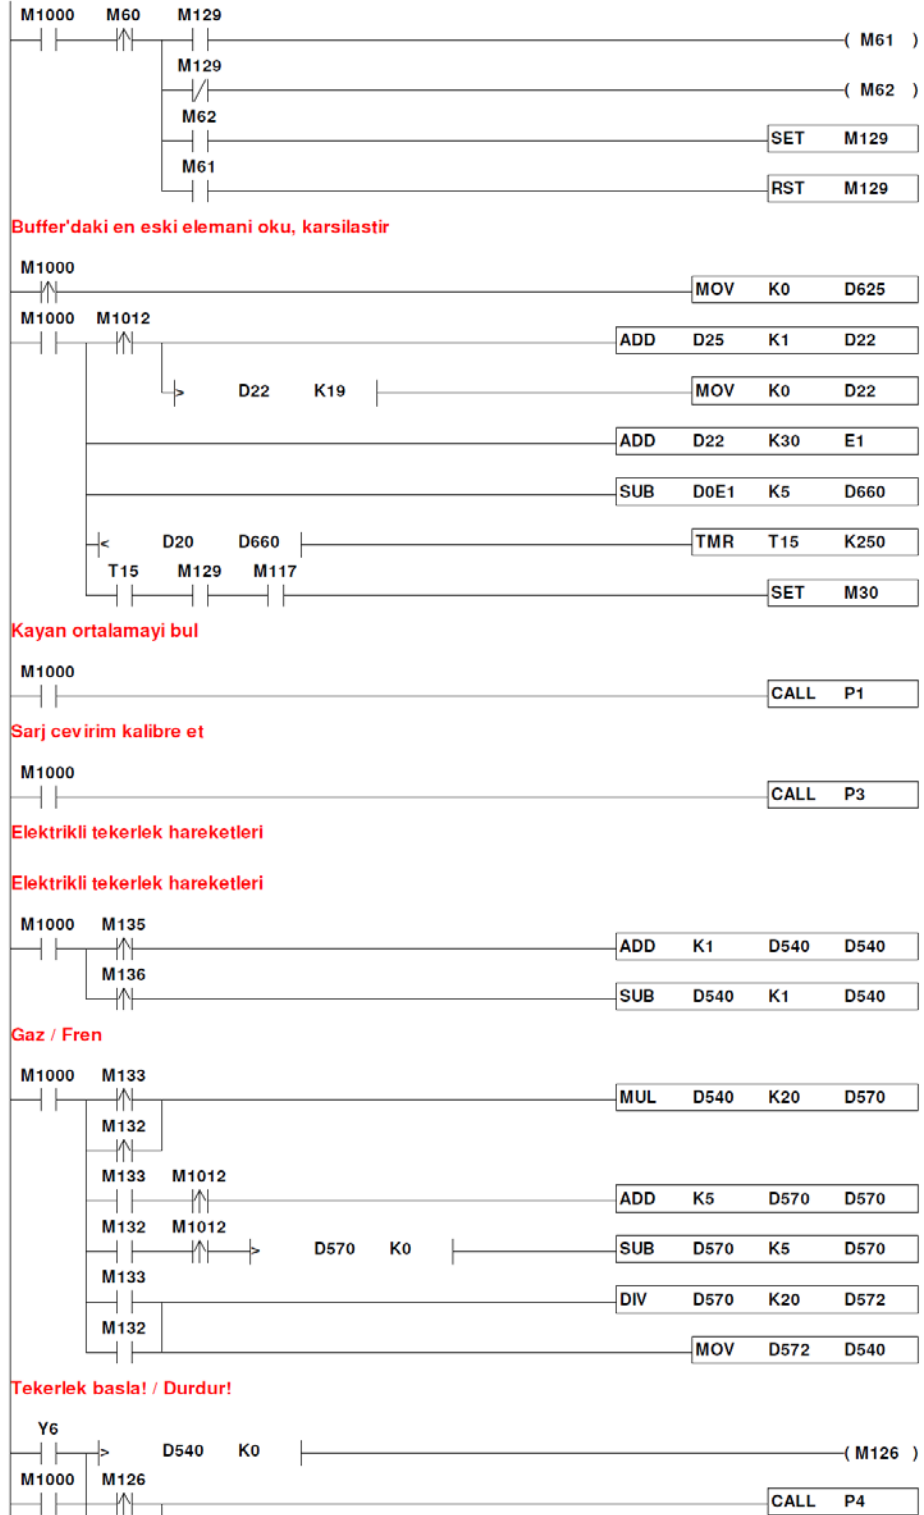 M1000 M60 M129
( M61 )
M129
( M62 )
M62
SET M129
M61
RST M129
Buffer'daki en eski elemani oku, karsilastir
M1000
MOV K0 D625
M1000 M1012
ADD D25 K1 D22
> D22 K19
MOV K0 D22
ADD D22 K30 E1
SUB D0E1 K5 D660
< D20 D660
TMR T15 K250
T15 M129 M117
SET M30
Kayan ortalamayi bul
M1000
CALL P1
Sarj cevirim kalibre et
M1000
CALL P3
Elektrikli tekerlek hareketleri
Elektrikli tekerlek hareketleri
M1000 M135
ADD K1 D540 D540
M136
SUB D540 K1 D540
Gaz / Fren
M1000 M133
MUL D540 K20 D570
M132
M133 M1012
ADD K5 D570 D570
M132 M1012
> D570 K0
SUB D570 K5 D570
M133
DIV D570 K20 D572
M132
MOV D572 D540
Tekerlek basla! / Durdur!
Y6
> D540 K0
( M126 )
M1000 M126
CALL P4